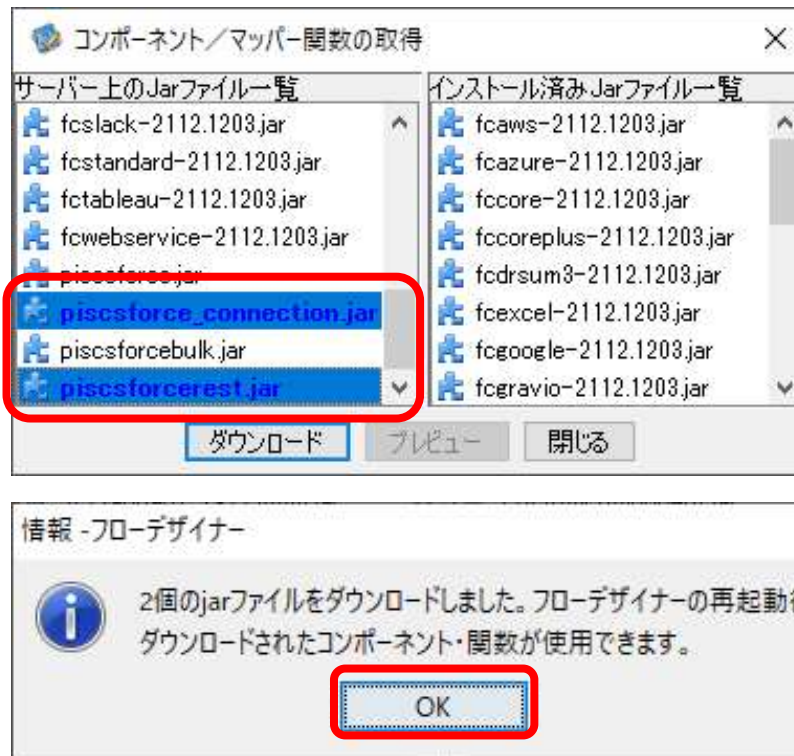 コンポーネント／マッパー関数の取得
サーバー上のJarファイル一覧
fcslack-2112.1203.jar
fcstandard-2112.1203.jar
fctableau-2112.1203.jar
fcwebservice-2112.1203.jar
piscsforce.jar
piscsforce_connection.jar
piscsforcebulk.jar
piscsforcerest.jar
インストール済みJarファイル一覧
fcaws-2112.1203.jar
fcazure-2112.1203.jar
fccore-2112.1203.jar
fccoreplus-2112.1203.jar
fcdrsum3-2112.1203.jar
fcexcel-2112.1203.jar
fcgoogle-2112.1203.jar
fcgravio-2112.1203.jar
ダウンロード
プレビュー
閉じる
情報 -フローデザイナー
2個のjarファイルをダウンロードしました。フローデザイナーの再起動
ダウンロードされたコンポーネント・関数が使用できます。
OK